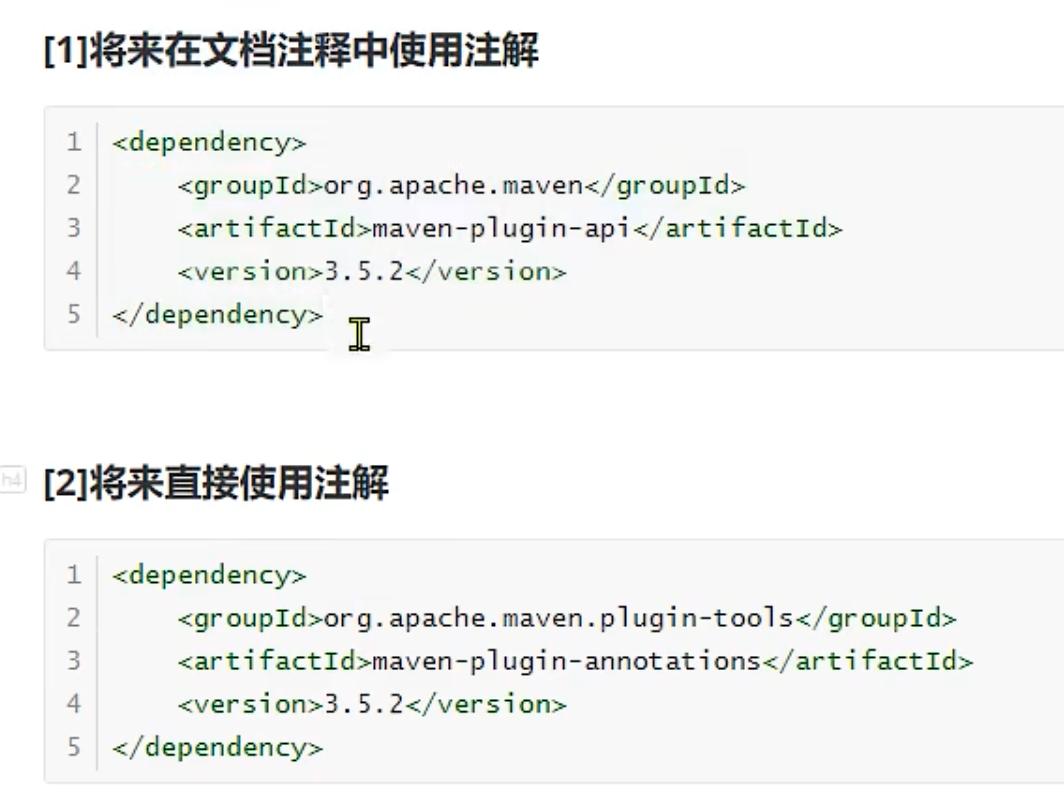 [1]将来在文档注释中使用注解
1 <dependency>
2     <groupId>org.apache.maven</groupId>
3     <artifactId>maven-plugin-api</artifactId>
4     <version>3.5.2</version>
5 </dependency>
h4 [2]将来直接使用注解
1 <dependency>
2     <groupId>org.apache.maven.plugin-tools</groupId>
3     <artifactId>maven-plugin-annotations</artifactId>
4     <version>3.5.2</version>
5 </dependency>